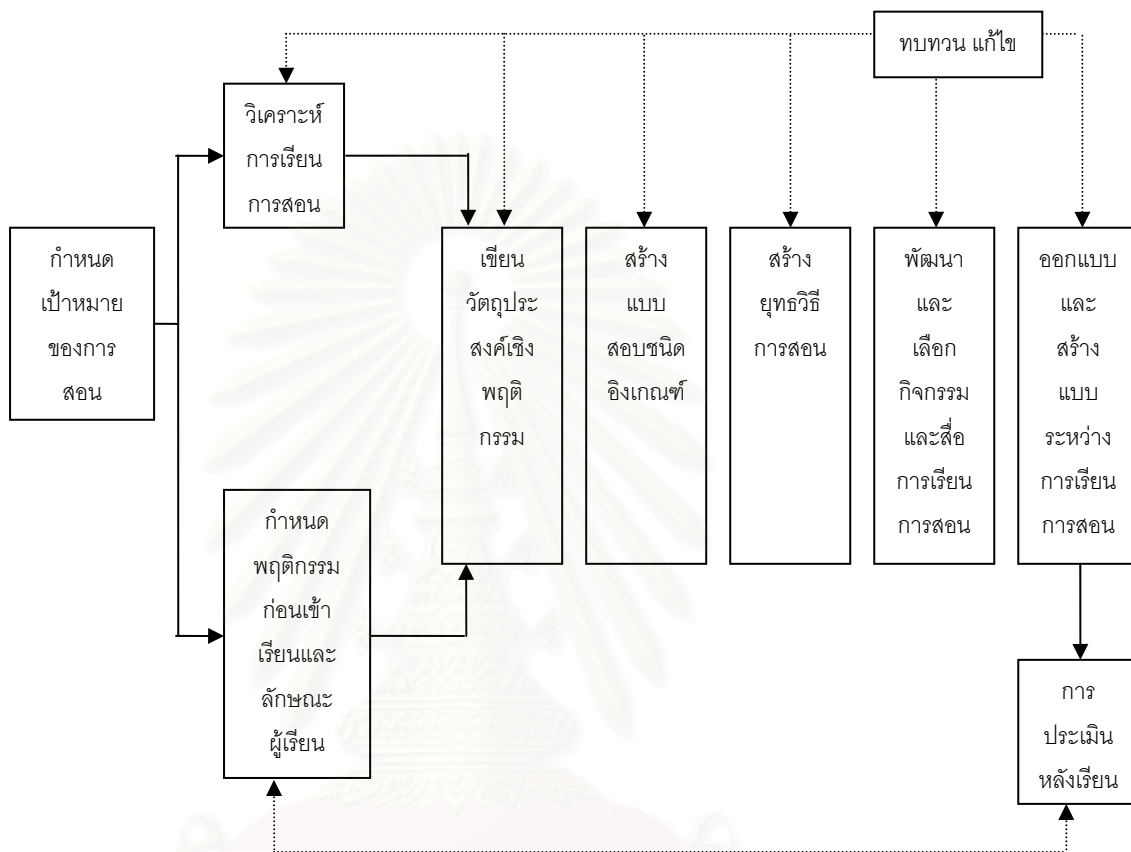 ทบทวน แก้ไข
วิเคราะห์
การเรียน
การสอน
กำหนด
เป้าหมาย
ของการ
สอน
กำหนด
พฤติกรรม
ก่อนเข้า
เรียนและ
ลักษณะ
ผู้เรียน
เขียน
วัตถุประ
สงค์เชิง
พฤติ
กรรม
สร้าง
แบบ
สอบชนิด
อิงเกณฑ์
สร้าง
ยุทธวิธี
การสอน
พัฒนา
และ
เลือก
กิจกรรม
และสื่อ
การเรียน
การสอน
ออกแบบ
และ
สร้าง
แบบ
ระหว่าง
การเรียน
การสอน
การ
ประเมิน
หลังเรียน